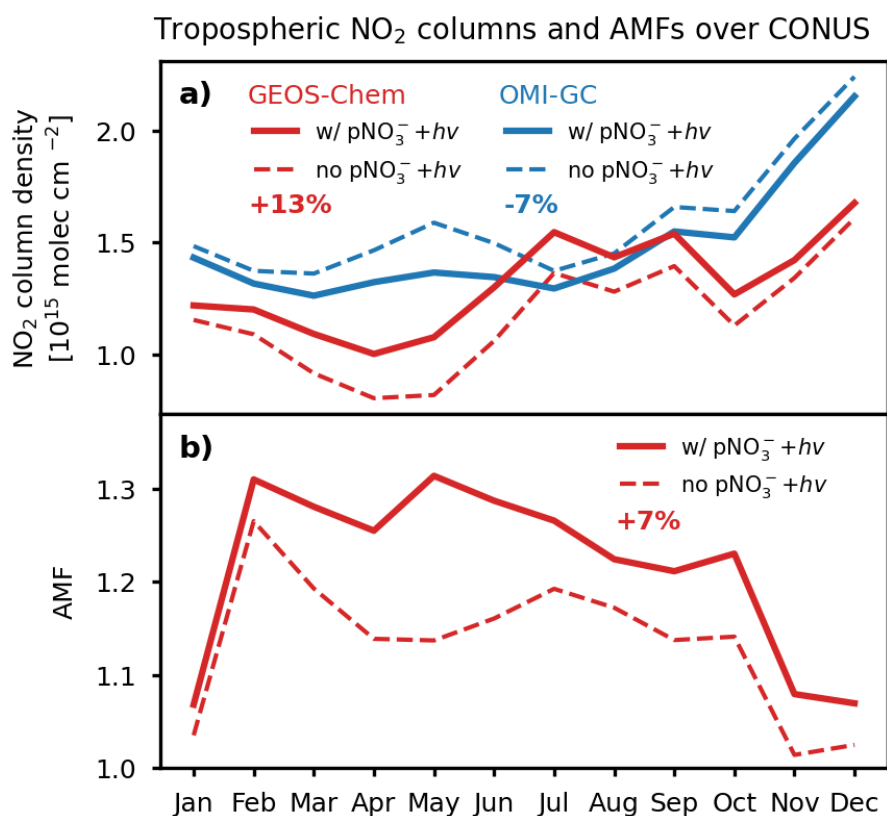 Tropospheric NO₂ columns and AMFs over CONUS
a)
GEOS-Chem
w/ pNO₃⁻+hv
no pNO₃⁻+hv
+13%
OMI-GC
w/ pNO₃⁻+hv
no pNO₃⁻+hv
-7%
NO₂ column density
[10¹⁵ molec cm ⁻²]
2.0
1.5
1.0
b)
w/ pNO₃⁻+hv
no pNO₃⁻+hv
+7%
AMF
1.3
1.2
1.1
1.0
Jan Feb Mar Apr May Jun Jul Aug Sep Oct Nov Dec